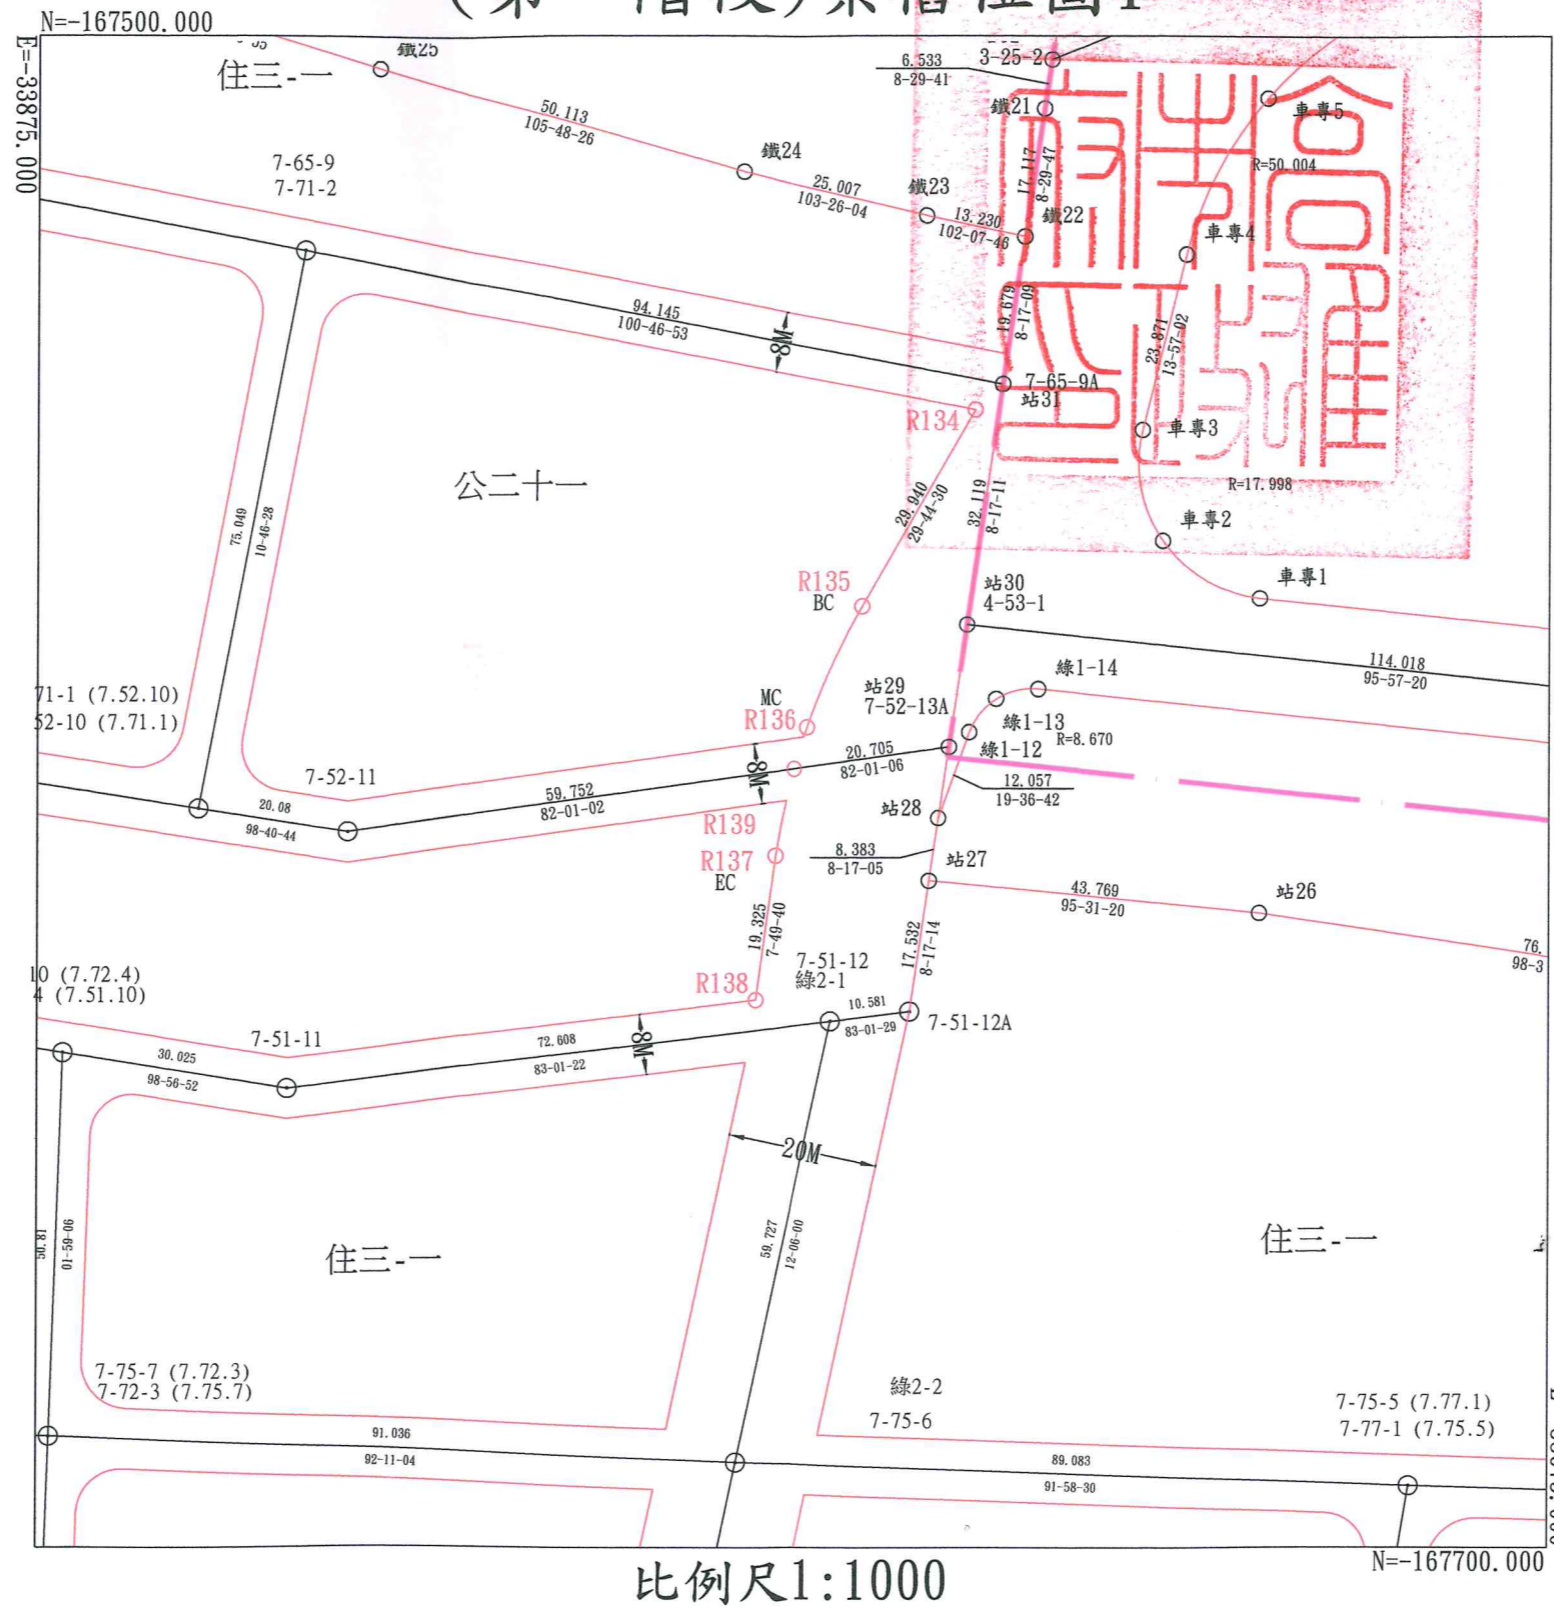 N=-167500.000
E=-33875.000
鐵25
住三-一
50.113
105-48-26
7-65-9
7-71-2
鐵24
25.007
103-26-04
鐵23
13.230
102-07-46
6.533
8-29-41
3-25-2
鐵21
17.117
8-29-47
鐵22
車專5
R=50.004
車專4
23.871
13-57-02
車專3
R=17.998
車專2
車專1
94.145
100-46-53
8M
19.679
8-17-09
7-65-9A
站31
R134
公二十一
29.940
29-44-30
32.119
8-17-11
75.049
10-46-28
R135
BC
站30
4-53-1
114.018
95-57-20
71-1 (7.52.10)
52-10 (7.71.1)
MC
R136
站29
7-52-13A
綠1-14
綠1-13
R=8.670
綠1-12
7-52-11
20.08
98-40-44
59.752
82-01-02
8M
20.705
82-01-06
12.057
19-36-42
站28
R139
R137
EC
8.383
8-17-05
站27
43.769
95-31-20
站26
76.
98-3
19.325
7-49-40
17.532
8-17-14
10 (7.72.4)
4 (7.51.10)
R138
7-51-12
綠2-1
10.581
83-01-29
7-51-12A
7-51-11
30.025
98-56-52
72.608
83-01-22
8M
20M
50.81
01-59-06
住三-一
59.727
12-06-00
住三-一
7-75-7 (7.72.3)
7-72-3 (7.75.7)
綠2-2
7-75-6
7-75-5 (7.77.1)
7-77-1 (7.75.5)
91.036
92-11-04
89.083
91-58-30
N=-167700.000
比例尺1:1000